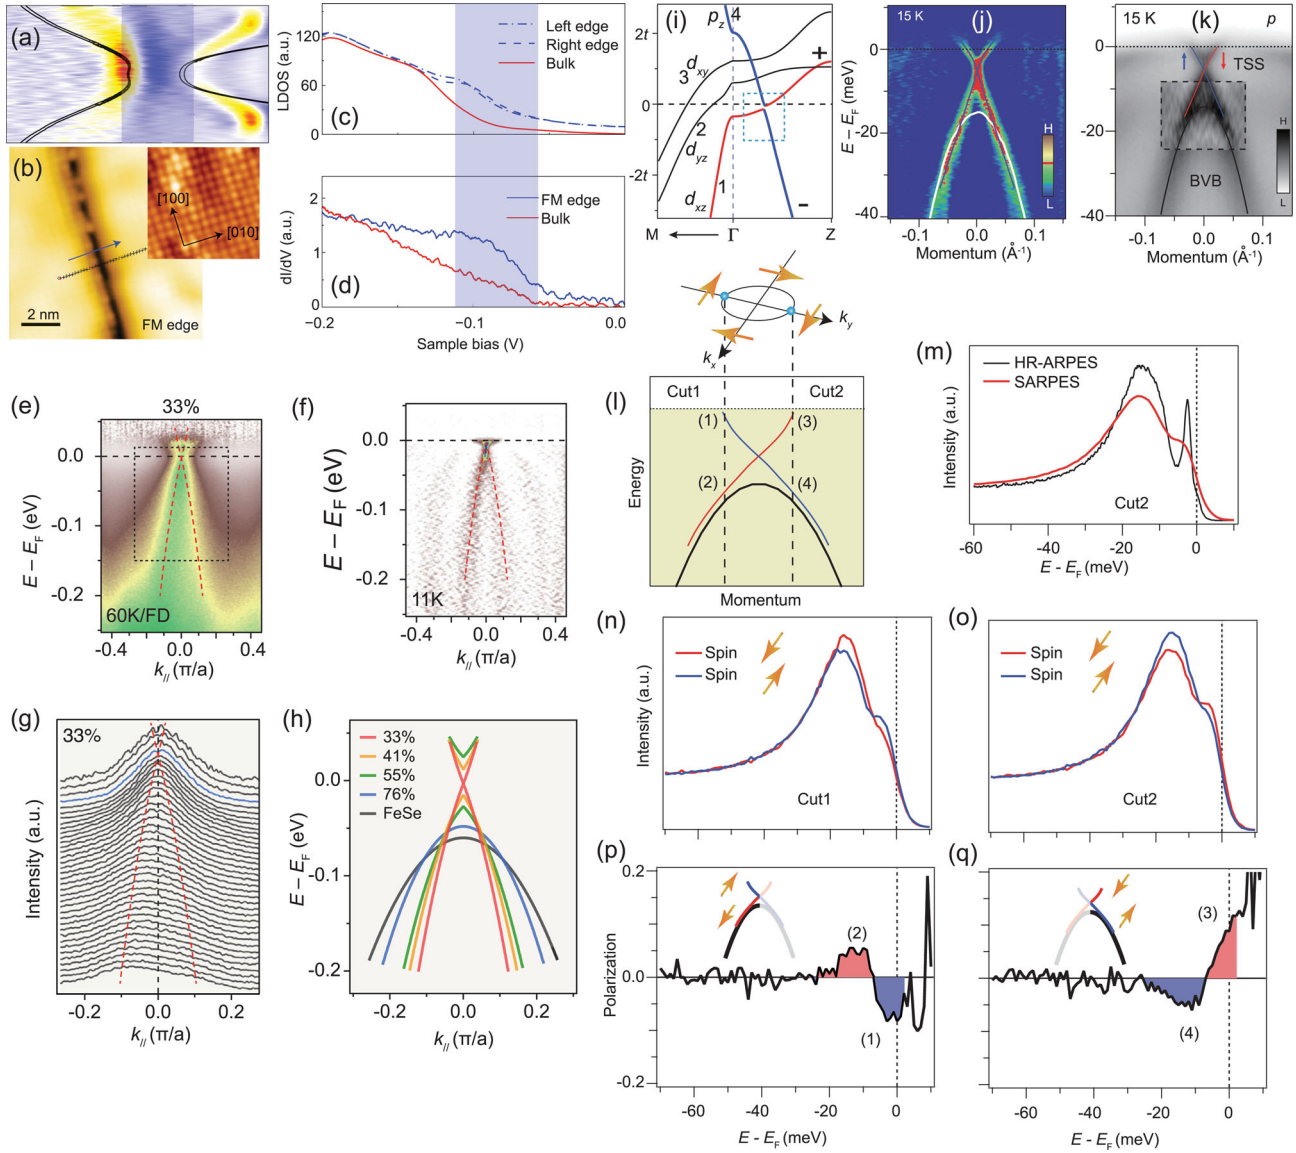 (a)
(b)
[100]
[010]
2 nm
FM edge
LDOS (a.u.)
120
60
0
Left edge
Right edge
Bulk
(c)
dI/dV (a.u.)
2
1
0
FM edge
Bulk
(d)
−0.2
−0.1
0.0
Sample bias (V)
(i)
2t
0
-2t
p_z 4
d_xy
3
2
d_yz
1
d_xz
+
-
M
Γ
Z
15 K
(j)
E − E_F (meV)
0
-20
-40
H
L
-0.1
0.0
0.1
Momentum (Å⁻¹)
15 K
(k)
p
TSS
BVB
0
-20
-40
H
L
-0.1
0.0
0.1
Momentum (Å⁻¹)
(e)
33%
E − E_F (eV)
0.0
-0.1
-0.2
60K/FD
-0.4
0.0
0.4
k_// (π/a)
(f)
E − E_F (eV)
0.0
-0.1
-0.2
11K
-0.4
0.0
0.4
k_// (π/a)
k_y
k_x
(l)
Cut1
Cut2
(1)
(3)
(2)
(4)
Energy
Momentum
(m)
HR-ARPES
SARPES
Intensity (a.u.)
Cut2
-60
-40
-20
0
E - E_F (meV)
(g)
33%
Intensity (a.u.)
-0.2
0.0
0.2
k_// (π/a)
(h)
33%
41%
55%
76%
FeSe
E − E_F (eV)
0.0
-0.1
-0.2
-0.2
0.0
0.2
k_// (π/a)
(n)
Spin
Spin
Intensity (a.u.)
Cut1
(o)
Spin
Spin
Cut2
(p)
Polarization
0.2
0.0
-0.2
(2)
(1)
-60
-40
-20
0
E - E_F (meV)
(q)
(3)
(4)
-60
-40
-20
0
E - E_F (meV)